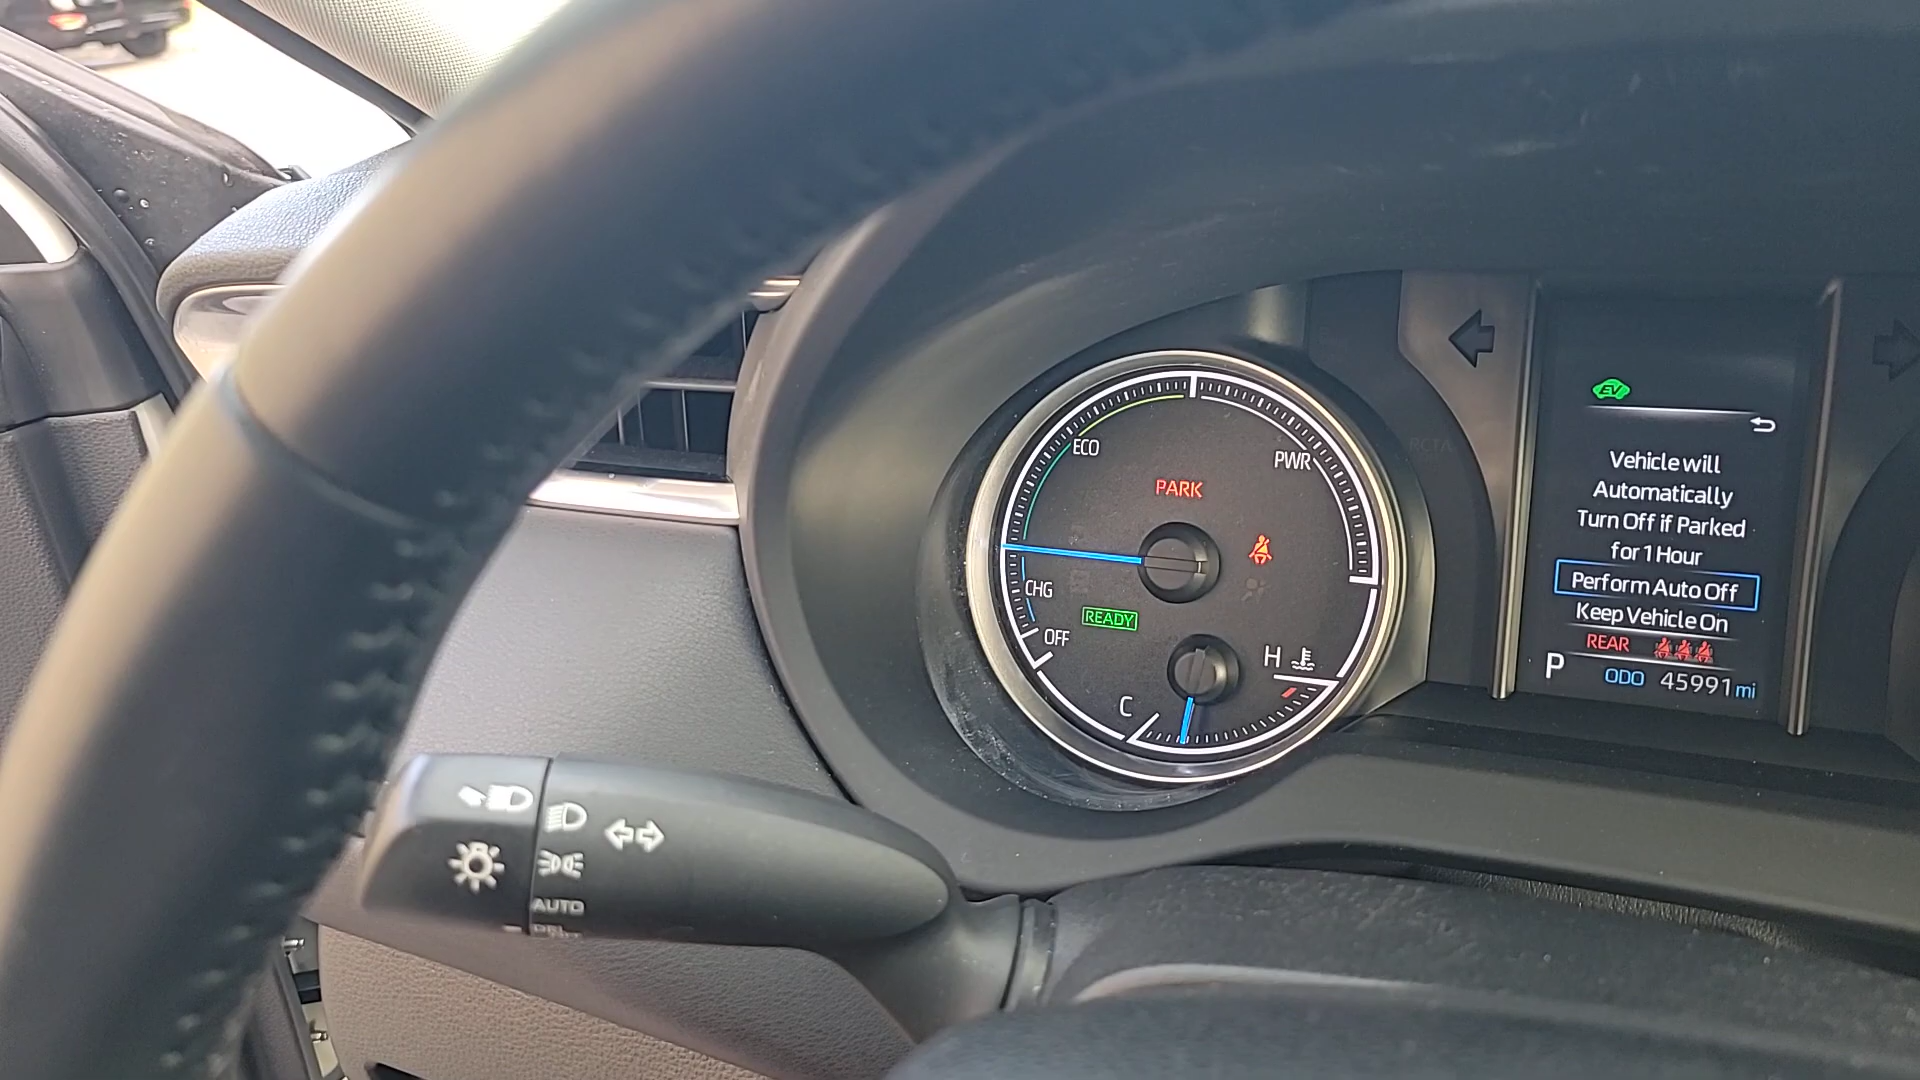 ECO
PWR
PARK
CHG
READY
OFF
H
C
EV
Vehicle will
Automatically
Turn Off if Parked
for 1 Hour
Perform Auto Off
Keep Vehicle On
REAR
P ODO 45991 mi
RCTA
AUTO